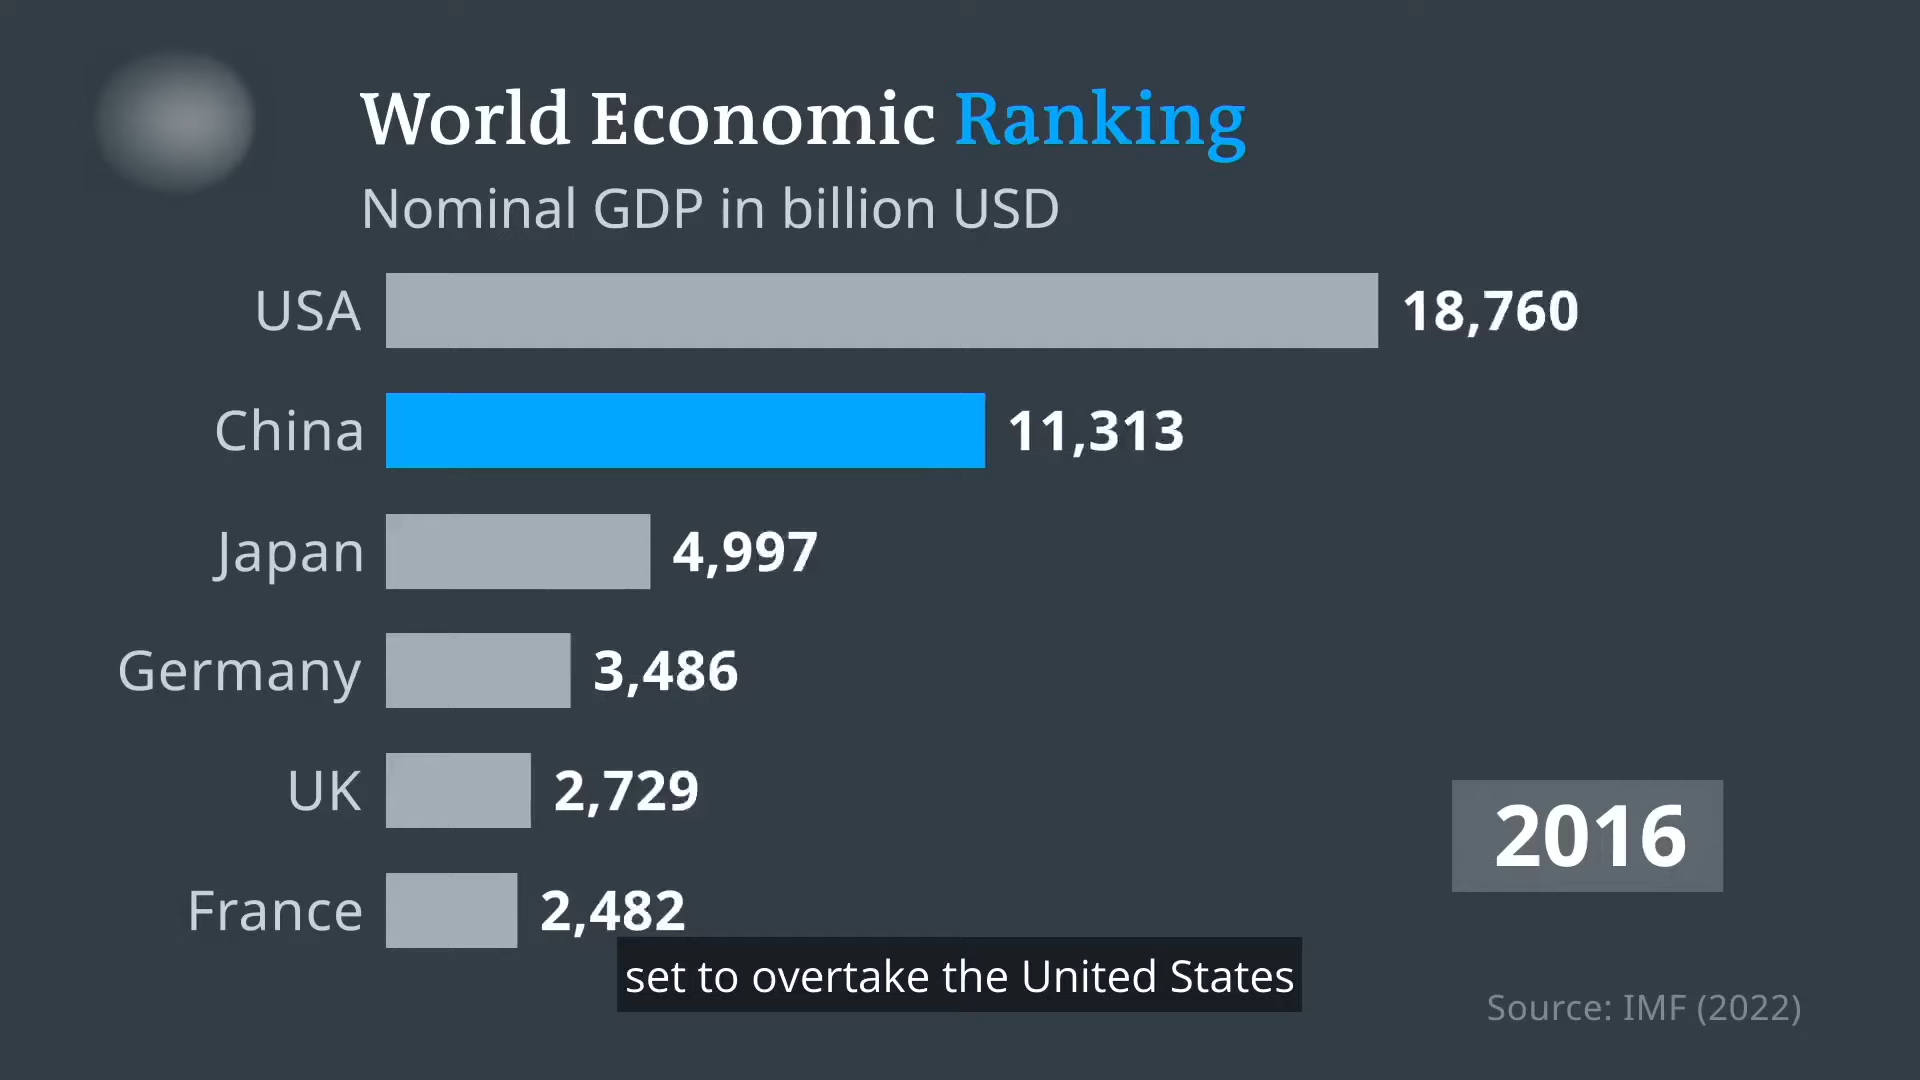 World Economic Ranking
Nominal GDP in billion USD
USA 18,760
China 11,313
Japan 4,997
Germany 3,486
UK 2,729
2016
France 2,482
set to overtake the United States
Source: IMF (2022)